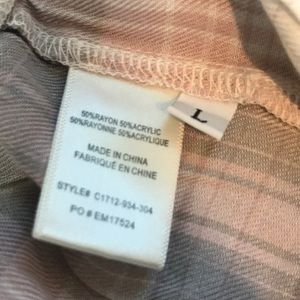 50%RAYON 50%ACRYLIC
50%RAYONNE 50%ACRYLIQUE
MADE IN CHINA
FABRIQUÉ EN CHINE
STYLE# C1712-934-304
PO # EM17524
L